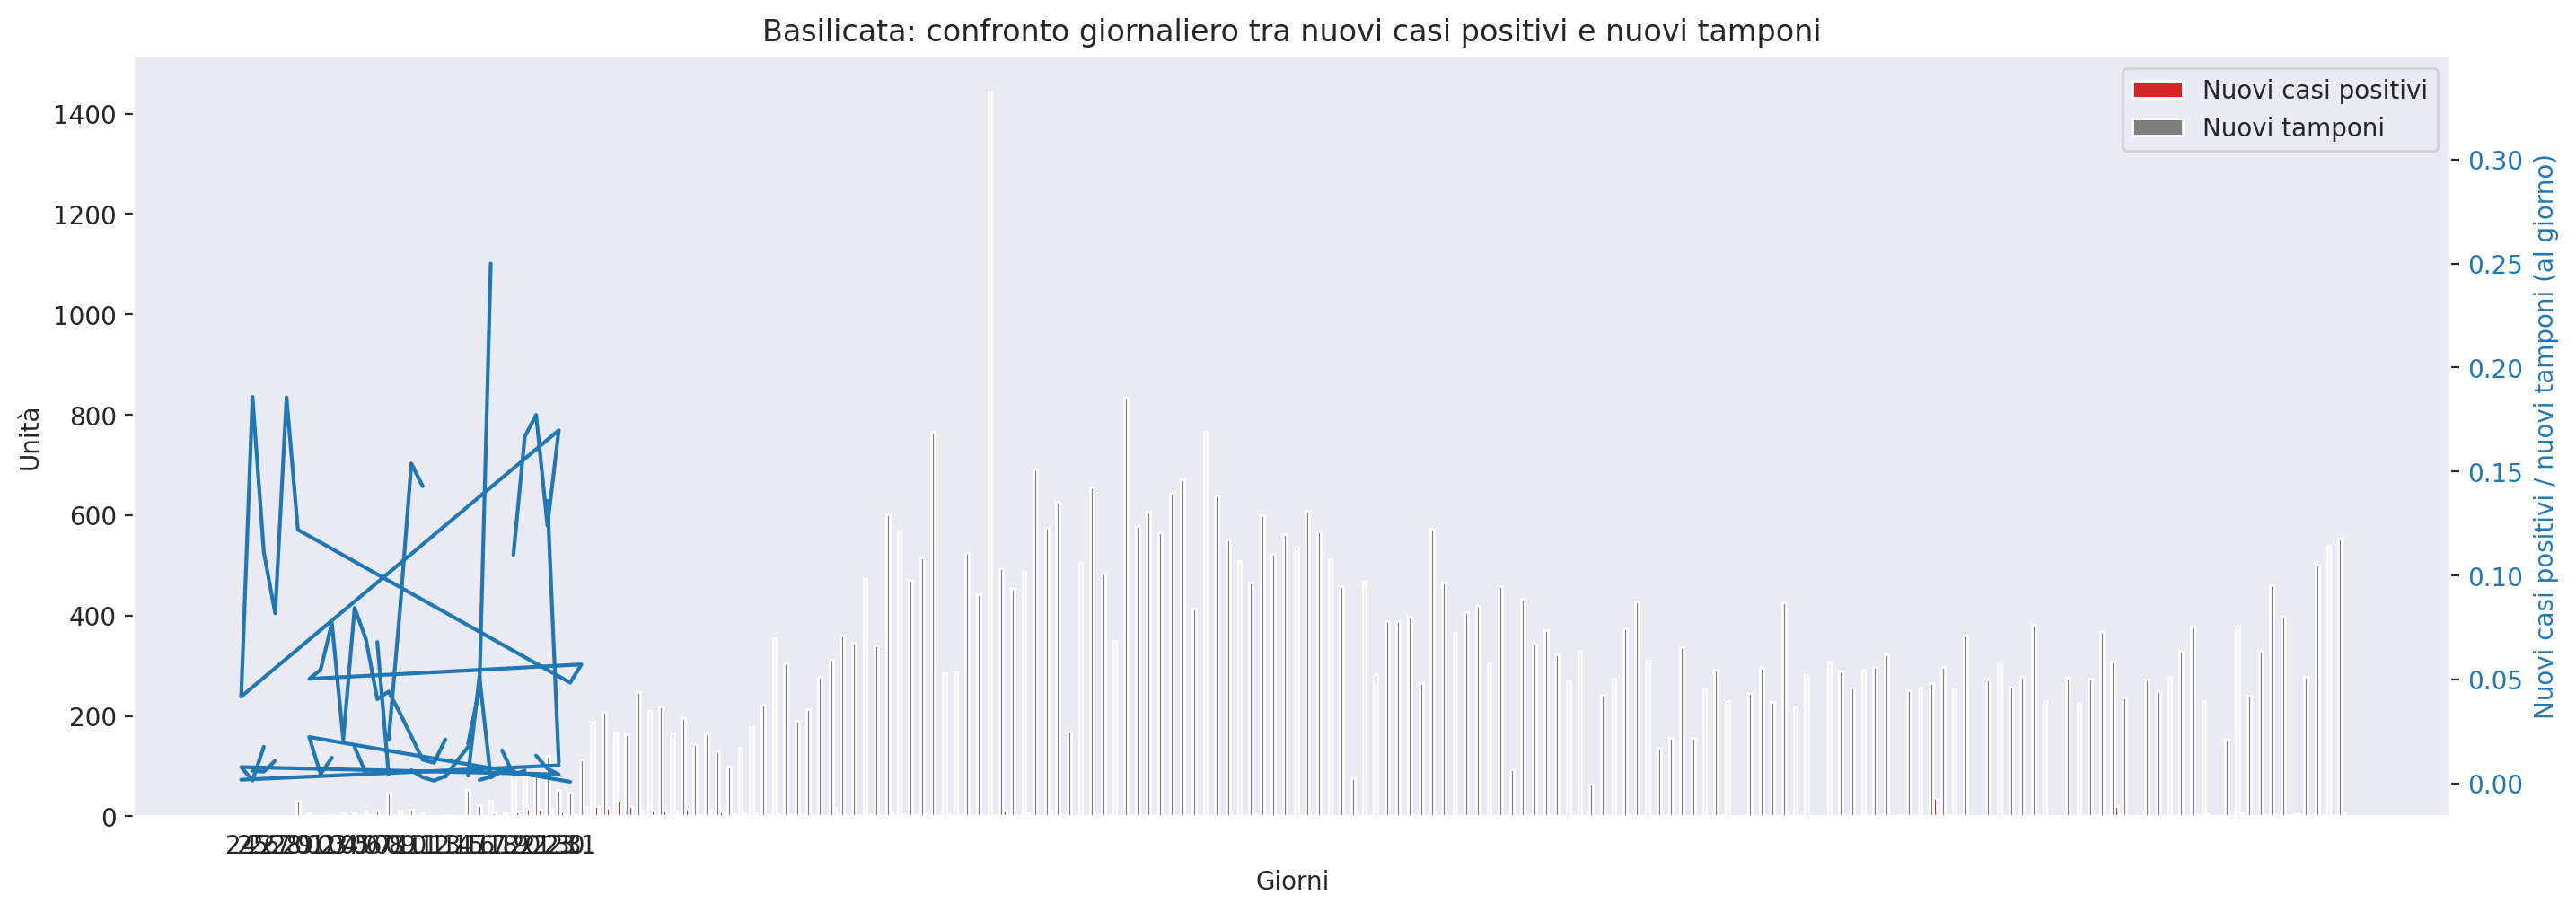 Basilicata: confronto giornaliero tra nuovi casi positivi e nuovi tamponi
Nuovi casi positivi
Nuovi tamponi
1400
1200
1000
800
600
400
200
0
Unità
0.30
0.25
0.20
0.15
0.10
0.05
0.00
Nuovi casi positivi / nuovi tamponi (al giorno)
Giorni